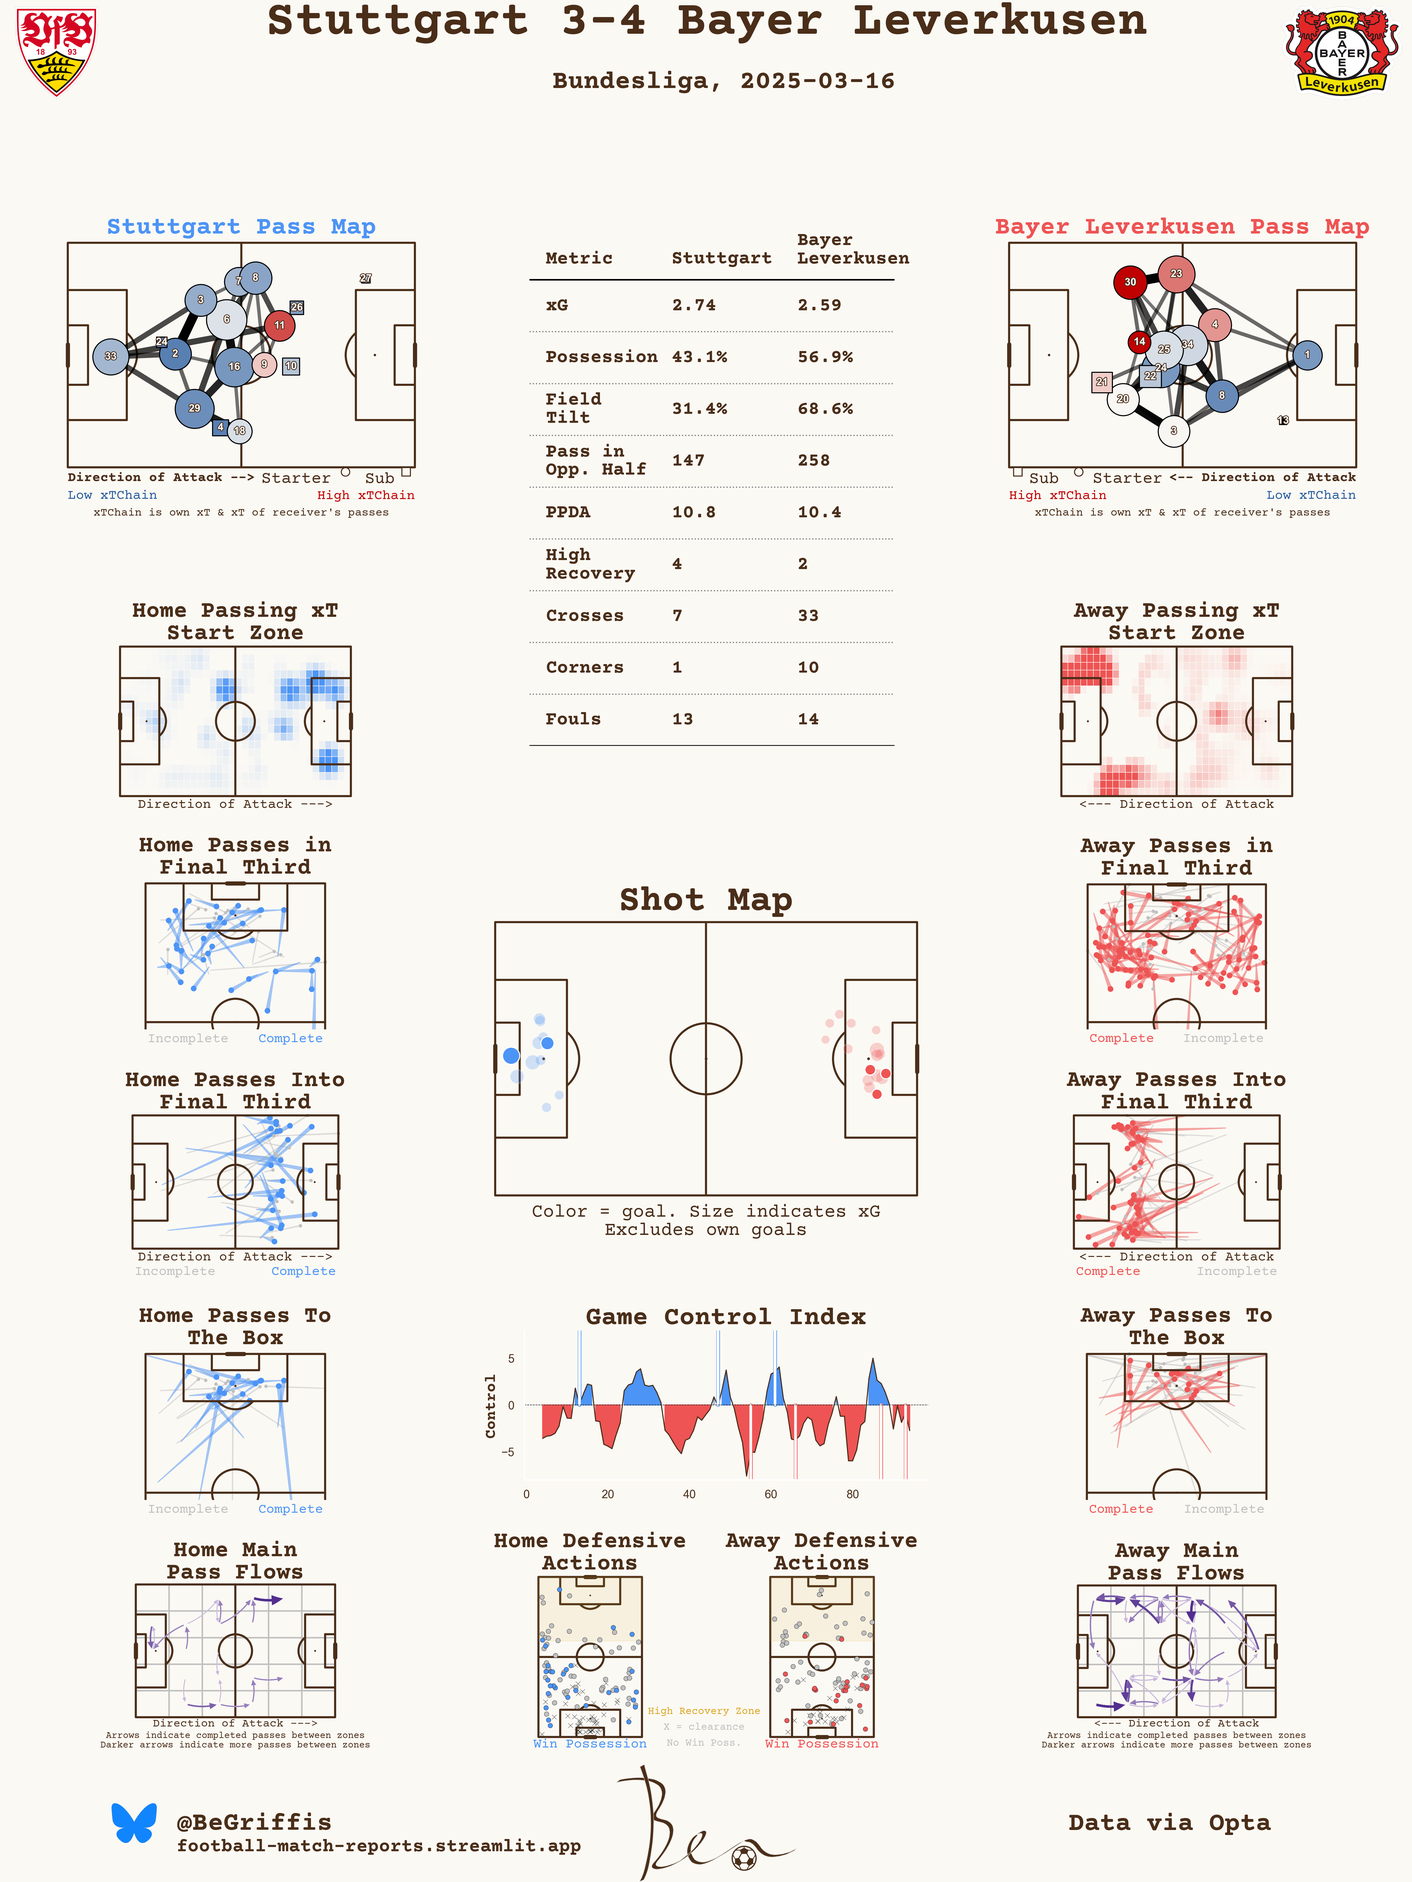 Stuttgart 3-4 Bayer Leverkusen
Bundesliga, 2025-03-16
18 93
1904
BAYER
BAYER
Leverkusen
Stuttgart Pass Map
33
3
7
8
6
26
11
24
2
16
9
10
29
4
18
27
Direction of Attack --> Starter Sub
Low xTChain High xTChain
xTChain is own xT & xT of receiver's passes
Metric Stuttgart Bayer Leverkusen
xG 2.74 2.59
Possession 43.1% 56.9%
Field Tilt 31.4% 68.6%
Pass in Opp. Half 147 258
PPDA 10.8 10.4
High Recovery 4 2
Crosses 7 33
Corners 1 10
Fouls 13 14
Bayer Leverkusen Pass Map
30
23
4
14
25
34
24
22
21
20
8
3
1
13
Sub Starter <-- Direction of Attack
High xTChain Low xTChain
xTChain is own xT & xT of receiver's passes
Home Passing xT
Start Zone
Direction of Attack --->
Away Passing xT
Start Zone
<--- Direction of Attack
Home Passes in
Final Third
Incomplete Complete
Away Passes in
Final Third
Complete Incomplete
Shot Map
Color = goal. Size indicates xG
Excludes own goals
Home Passes Into
Final Third
Direction of Attack --->
Incomplete Complete
Away Passes Into
Final Third
<--- Direction of Attack
Complete Incomplete
Home Passes To
The Box
Incomplete Complete
Game Control Index
Control
5
0
-5
0 20 40 60 80
Away Passes To
The Box
Complete Incomplete
Home Main
Pass Flows
Direction of Attack --->
Arrows indicate completed passes between zones
Darker arrows indicate more passes between zones
Home Defensive
Actions
Win Possession
High Recovery Zone
X = clearance
No Win Poss.
Away Defensive
Actions
Win Possession
Away Main
Pass Flows
<--- Direction of Attack
Arrows indicate completed passes between zones
Darker arrows indicate more passes between zones
@BeGriffis
football-match-reports.streamlit.app
Ben
Data via Opta